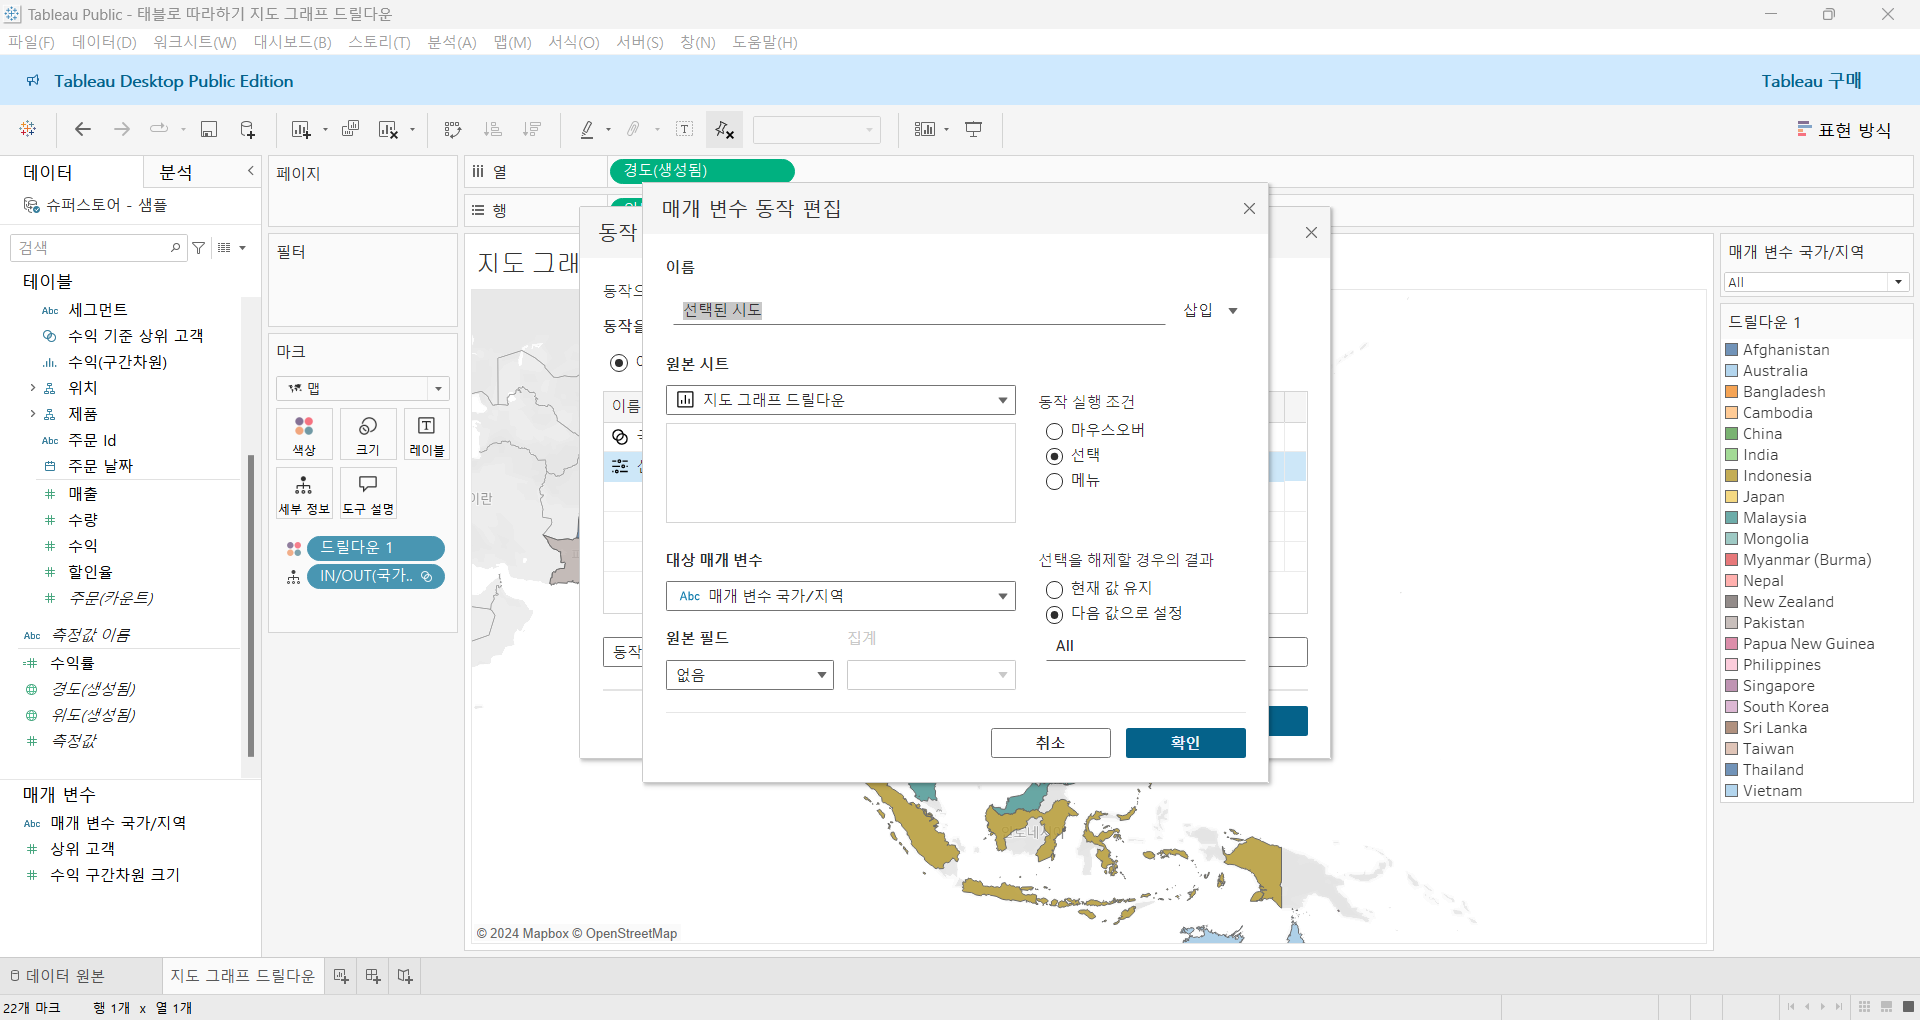 Tableau Public - 태블로 따라하기 지도 그래프 드릴다운
파일(F) 데이터(D) 워크시트(W) 대시보드(B) 스토리(T) 분석(A) 맵(M) 서식(O) 서버(S) 창(N) 도움말(H)
Tableau Desktop Public Edition
Tableau 구매
표현 방식
데이터
분석
슈퍼스토어 - 샘플
검색
테이블
Abc 세그먼트
수익 기준 상위 고객
수익(구간차원)
위치
제품
Abc 주문 Id
주문 날짜
매출
수량
수익
할인율
주문(카운트)
Abc 측정값 이름
수익률
경도(생성됨)
위도(생성됨)
측정값
매개 변수
Abc 매개 변수 국가/지역
상위 고객
수익 구간차원 크기
페이지
필터
마크
맵
색상
크기
레이블
세부 정보
도구 설명
드릴다운 1
IN/OUT(국가..
열
경도(생성됨)
행
지도 그래
동작
동작으
동작을
이름
동작
매개 변수 동작 편집
이름
선택된 시도
삽입
원본 시트
지도 그래프 드릴다운
동작 실행 조건
마우스오버
선택
메뉴
대상 매개 변수
Abc 매개 변수 국가/지역
선택을 해제할 경우의 결과
현재 값 유지
다음 값으로 설정
All
원본 필드
집계
없음
취소
확인
이란
© 2024 Mapbox © OpenStreetMap
매개 변수 국가/지역
All
드릴다운 1
Afghanistan
Australia
Bangladesh
Cambodia
China
India
Indonesia
Japan
Malaysia
Mongolia
Myanmar (Burma)
Nepal
New Zealand
Pakistan
Papua New Guinea
Philippines
Singapore
South Korea
Sri Lanka
Taiwan
Thailand
Vietnam
데이터 원본
지도 그래프 드릴다운
22개 마크 행 1개 x 열 1개